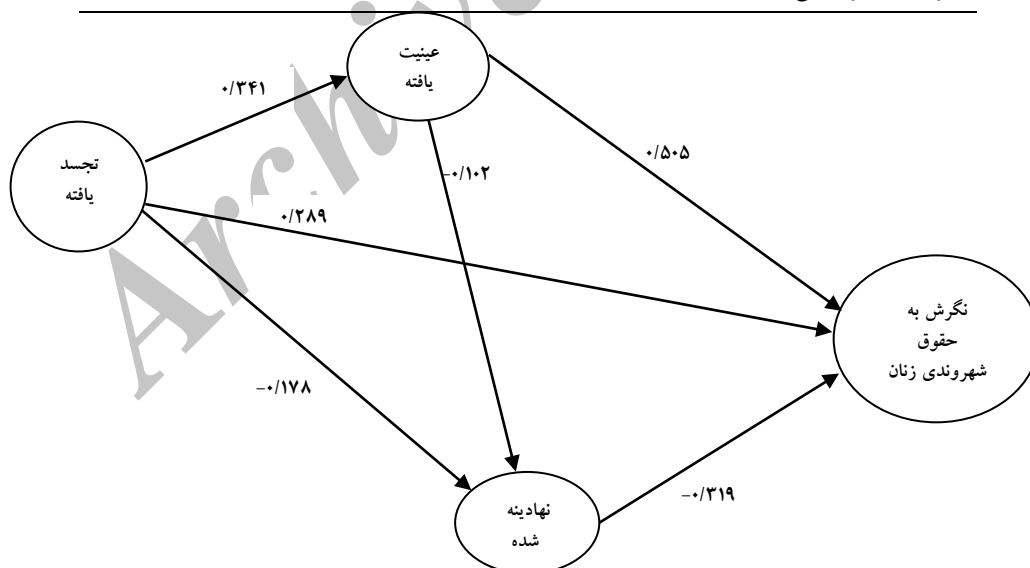 عینیت
یافته
۰/۳۴۱
تجسد
یافته
۰/۵۰۵
-۰/۱۰۲
۰/۲۸۹
نگرش به
حقوق
شهروندی زنان
-۰/۱۷۸
-۰/۳۱۹
نهادینه
شده
Archive